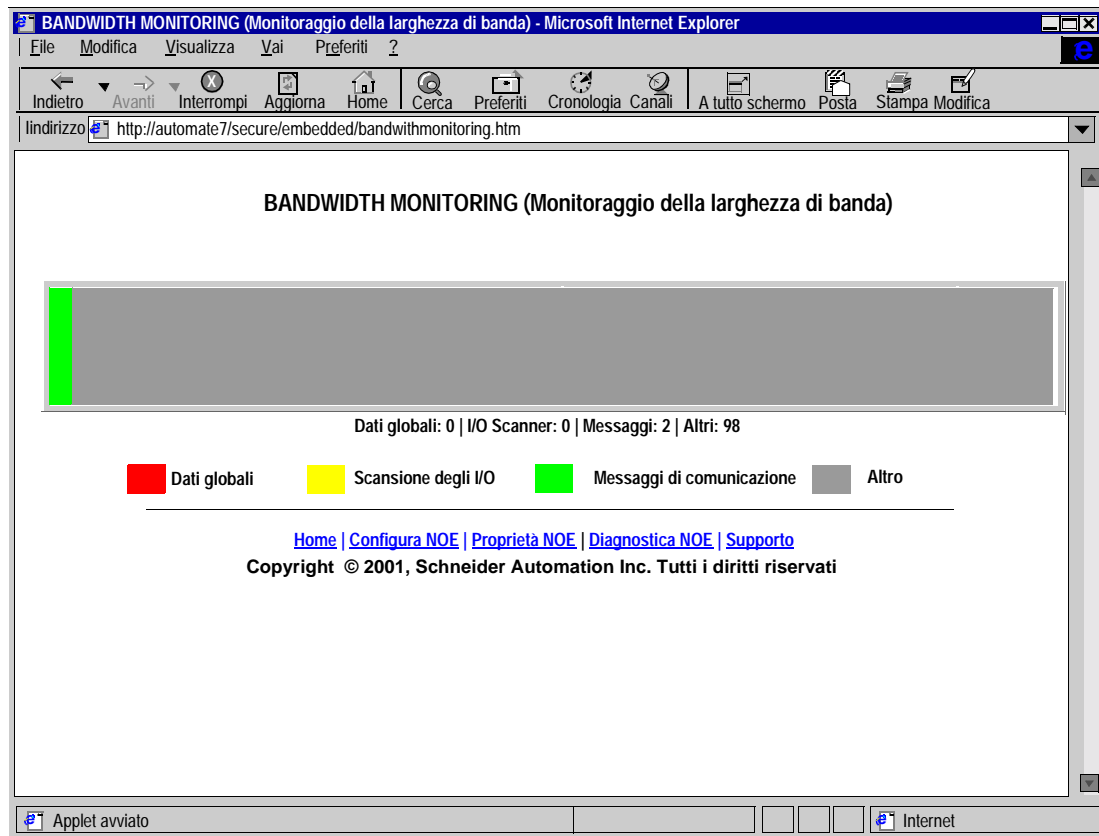 BANDWIDTH MONITORING (Monitoraggio della larghezza di banda) - Microsoft Internet Explorer
File Modifica Visualizza Vai Preferiti ?
Indietro Avanti Interrompi Aggiorna Home Cerca Preferiti Cronologia Canali A tutto schermo Posta Stampa Modifica
lindirizzo http://automate7/secure/embedded/bandwithmonitoring.htm
BANDWIDTH MONITORING (Monitoraggio della larghezza di banda)
Dati globali: 0 | I/O Scanner: 0 | Messaggi: 2 | Altri: 98
Dati globali Scansione degli I/O Messaggi di comunicazione Altro
Home | Configura NOE | Proprietà NOE | Diagnostica NOE | Supporto
Copyright © 2001, Schneider Automation Inc. Tutti i diritti riservati
Applet avviato Internet